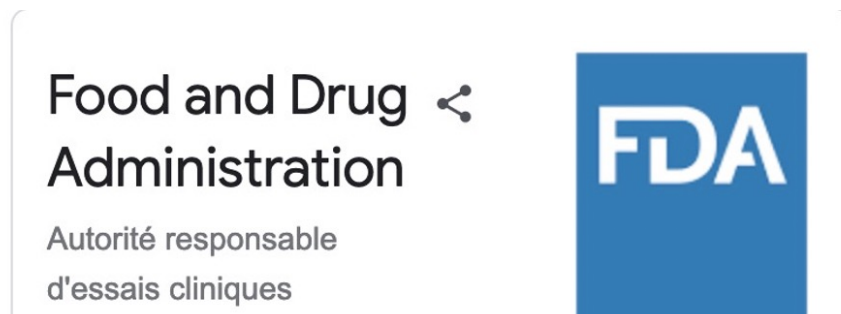 Food and Drug
Administration
Autorité responsable
d'essais cliniques
FDA